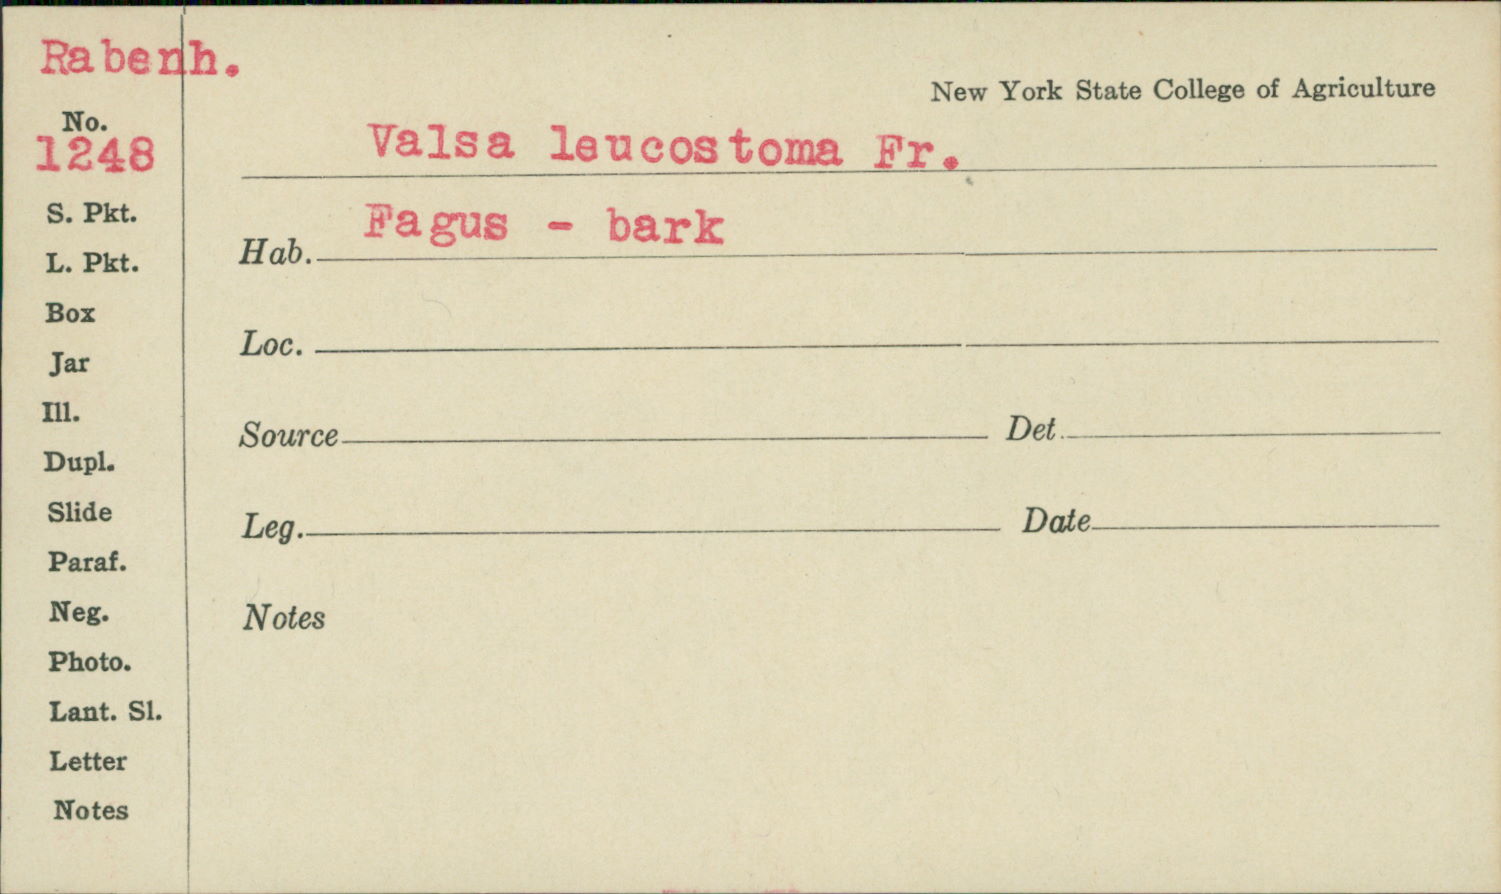 Rabenh.
New York State College of Agriculture
No.
1248
Valsa leucostoma Fr.
S. Pkt.
Hab. Fagus - bark
L. Pkt.
Box
Loc.
Jar
Ill.
Source Det.
Dupl.
Slide
Leg. Date
Paraf.
Neg.
Notes
Photo.
Lant. Sl.
Letter
Notes